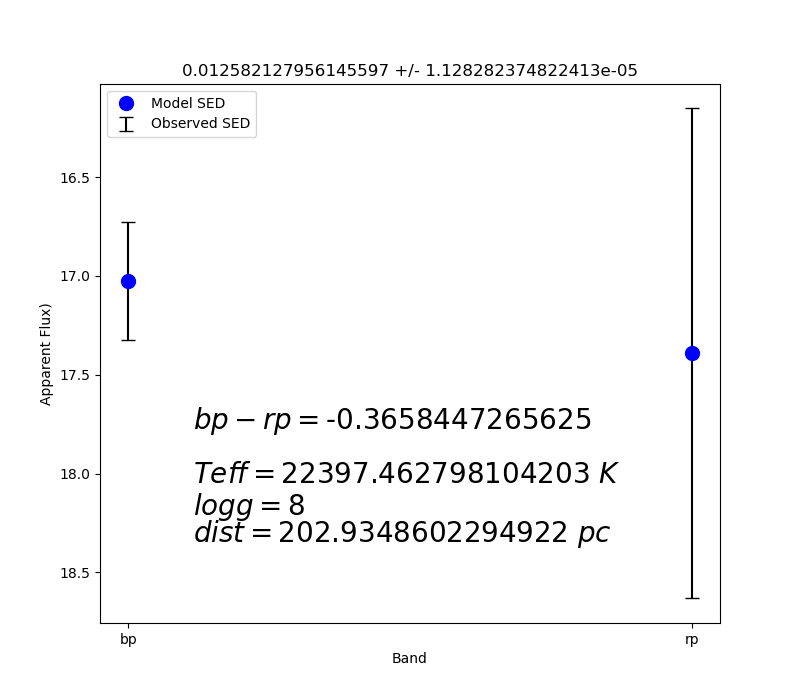 0.012582127956145597 +/- 1.128282374822413e-05
Model SED
Observed SED
16.5
17.0
17.5
18.0
18.5
Apparent Flux)
bp − rp = -0.3658447265625
Teff = 22397.462798104203 K
logg = 8
dist = 202.9348602294922 pc
bp
rp
Band